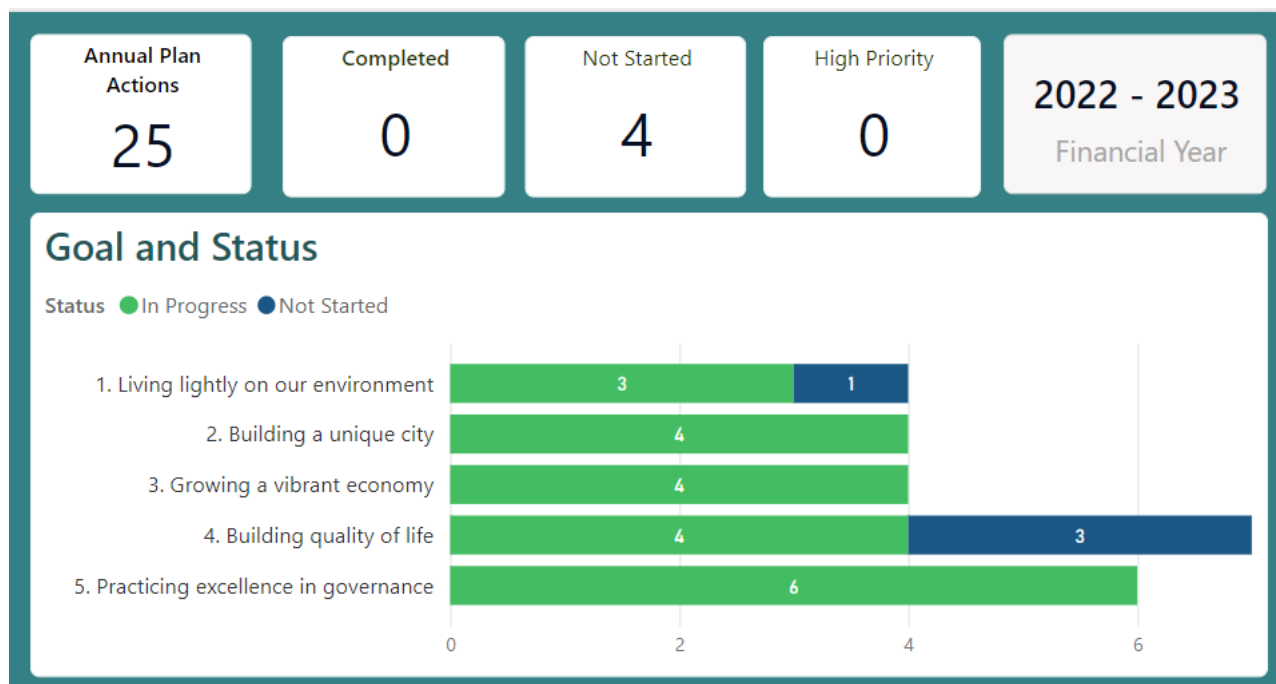 Annual Plan
Actions
25
Completed
0
Not Started
4
High Priority
0
2022 - 2023
Financial Year
Goal and Status
Status In Progress Not Started
1. Living lightly on our environment 3 1
2. Building a unique city 4
3. Growing a vibrant economy 4
4. Building quality of life 4 3
5. Practicing excellence in governance 6
0 2 4 6